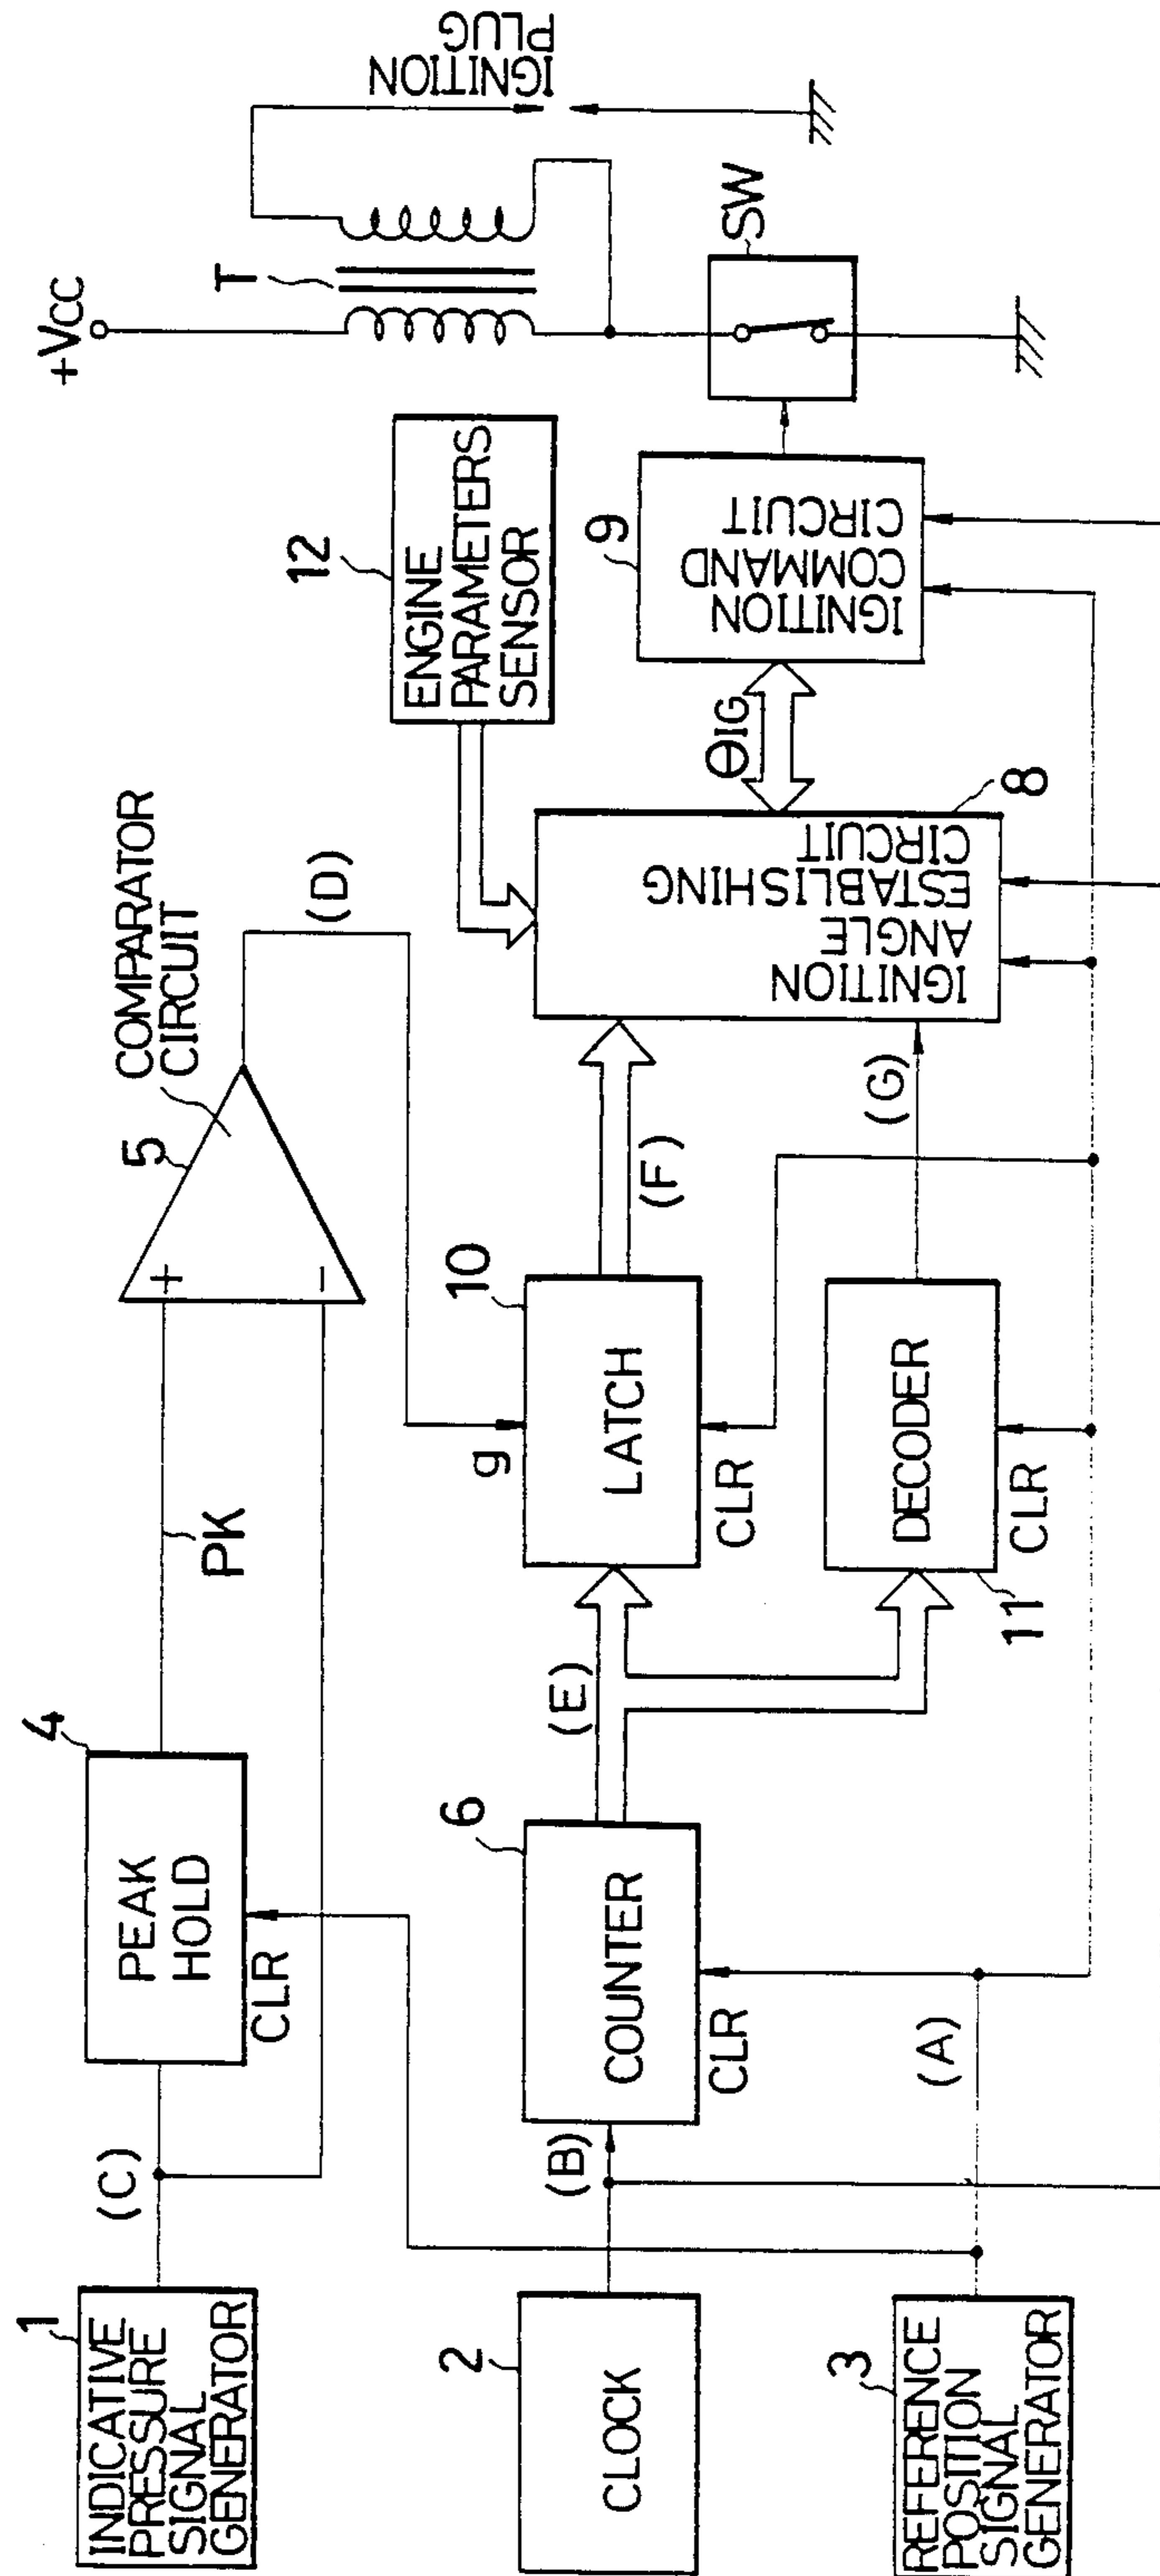 1
INDICATIVE
PRESSURE
SIGNAL
GENERATOR
(C)
4
PEAK
HOLD
CLR
PK
5
COMPARATOR
CIRCUIT
+
-
(D)
2
CLOCK
(B)
6
COUNTER
CLR
(E)
10
g
LATCH
CLR
(F)
3
REFERENCE
POSITION
SIGNAL
GENERATOR
(A)
11
DECODER
CLR
(G)
8
IGNITION
ANGLE
ESTABLISHING
CIRCUIT
12
ENGINE
PARAMETERS
SENSOR
θIG
9
IGNITION
COMMAND
CIRCUIT
SW
+VCC
T
IGNITION
PLUG